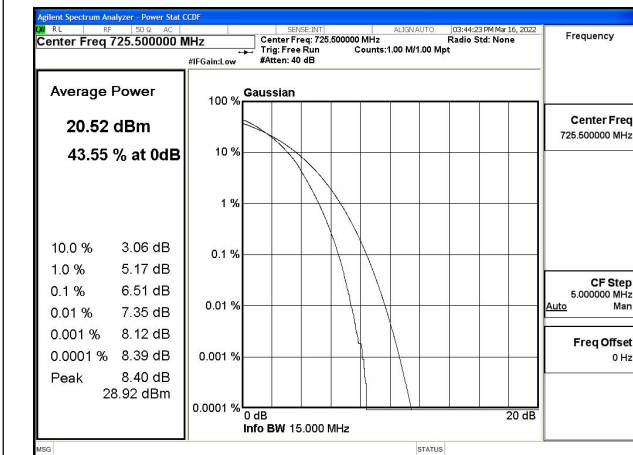 Agilent Spectrum Analyzer - Power Stat CCDF
RL RF 50 Ω AC SENSE:INT ALIGN AUTO 03:44:23 PM Mar 16, 2022
Center Freq 725.500000 MHz
Center Freq: 725.500000 MHz Radio Std: None
Trig: Free Run Counts:1.00 M/1.00 Mpt
#IFGain:Low #Atten: 40 dB
Frequency
Average Power
20.52 dBm
43.55 % at 0dB
10.0 % 3.06 dB
1.0 % 5.17 dB
0.1 % 6.51 dB
0.01 % 7.35 dB
0.001 % 8.12 dB
0.0001 % 8.39 dB
Peak 8.40 dB
28.92 dBm
Gaussian
100 %
10 %
1 %
0.1 %
0.01 %
0.001 %
0.0001 %
0 dB 20 dB
Info BW 15.000 MHz
Center Freq
725.500000 MHz
CF Step
5.000000 MHz
Auto Man
Freq Offset
0 Hz
MSG STATUS